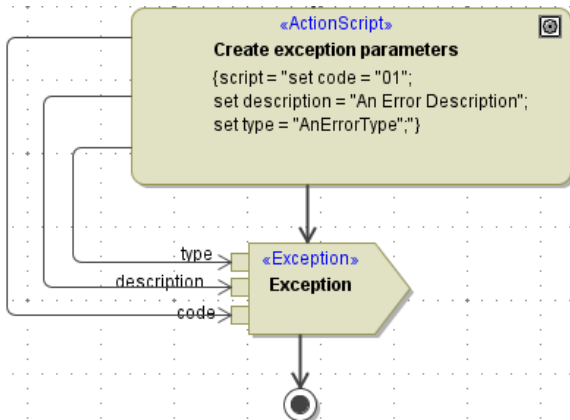 «ActionScript»
Create exception parameters
{script = "set code = "01";
set description = "An Error Description";
set type = "AnErrorType";"}
type
«Exception»
description
Exception
code